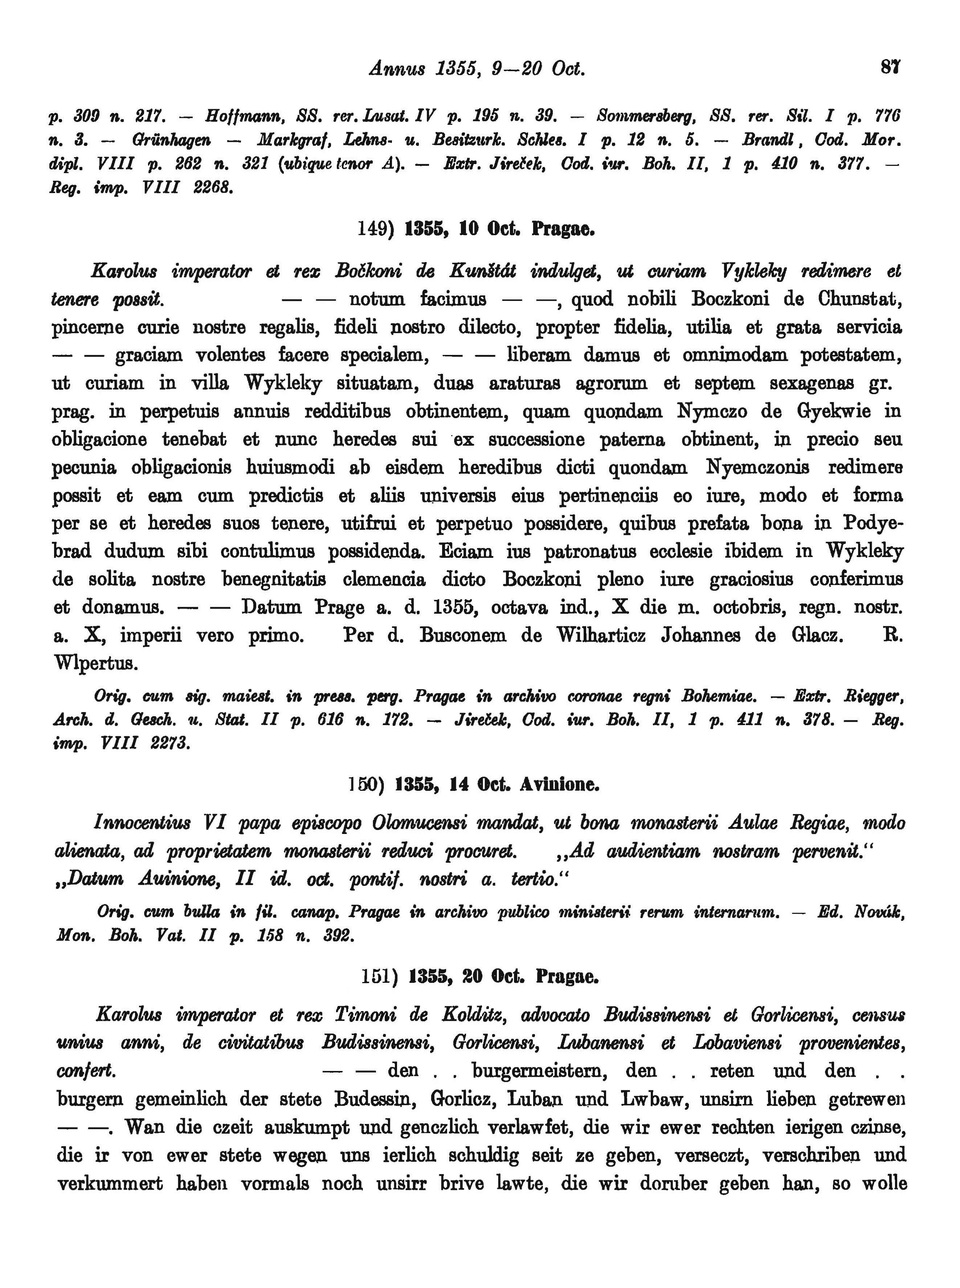 Annus 1355, 9—20 Oct. 87
p. 309 n. 217. — Hoffmann, SS. rer. Lusat. IV p. 195 n. 39. — Sommersberg, SS. rer. Sil. I p. 776
n. 3. — Grünhagen — Markgraf, Lehns- u. Besitzurk. Schles. I p. 12 n. 5. — Brandl, Cod. Mor.
dipl. VIII p. 262 n. 321 (ubique tenor A). — Extr. Jireček, Cod. iur. Boh. II, 1 p. 410 n. 377. —
Reg. imp. VIII 2268.
149) 1355, 10 Oct. Pragae.
Karolus imperator et rex Bočkoni de Kunštát indulget, ut curiam Vykleky redimere et
tenere possit. — — notum facimus — —, quod nobili Boczkoni de Chunstat,
pincerne curie nostre regalis, fideli nostro dilecto, propter fidelia, utilia et grata servicia
— — graciam volentes facere specialem, — — liberam damus et omnimodam potestatem,
ut curiam in villa Wykleky situatam, duas araturas agrorum et septem sexagenas gr.
prag. in perpetuis annuis redditibus obtinentem, quam quondam Nymczo de Gyekwie in
obligacione tenebat et nunc heredes sui ex successione paterna obtinent, in precio seu
pecunia obligacionis huiusmodi ab eisdem heredibus dicti quondam Nyemczonis redimere
possit et eam cum predictis et aliis universis eius pertinenciis eo iure, modo et forma
per se et heredes suos tenere, utifrui et perpetuo possidere, quibus prefata bona in Podye-
brad dudum sibi contulimus possidenda. Eciam ius patronatus ecclesie ibidem in Wykleky
de solita nostre benegnitatis clemencia dicto Boczkoni pleno iure graciosius conferimus
et donamus. — — Datum Prage a. d. 1355, octava ind., X die m. octobris, regn. nostr.
a. X, imperii vero primo. Per d. Busconem de Wilharticz Johannes de Glacz. R.
Wlpertus.
Orig. cum sig. maiest. in press. perg. Pragae in archivo coronae regni Bohemiae. — Extr. Riegger,
Arch. d. Gesch. u. Stat. II p. 616 n. 172. — Jireček, Cod. iur. Boh. II, 1 p. 411 n. 378. — Reg.
imp. VIII 2273.
150) 1355, 14 Oct. Avinione.
Innocentius VI papa episcopo Olomucensi mandat, ut bona monasterii Aulae Regiae, modo
alienata, ad proprietatem monasterii reduci procuret. „Ad audientiam nostram pervenit.“
„Datum Auinione, II id. oct. pontif. nostri a. tertio.“
Orig. cum bulla in fil. canap. Pragae in archivo publico ministerii rerum internarum. — Ed. Novák,
Mon. Boh. Vat. II p. 158 n. 392.
151) 1355, 20 Oct. Pragae.
Karolus imperator et rex Timoni de Kolditz, advocato Budissinensi et Gorlicensi, census
unius anni, de civitatibus Budissinensi, Gorlicensi, Lubanensi et Lobaviensi provenientes,
confert. — — den . . burgermeistern, den . . reten und den . .
burgern gemeinlich der stete Budessin, Gorlicz, Luban und Lwbaw, unsirn lieben getrewen
— —. Wan die czeit auskumpt und genczlich verlawfet, die wir ewer rechten ierigen czinse,
die ir von ewer stete wegen uns ierlich schuldig seit ze geben, verseczt, verschriben und
verkummert haben vormals noch unsirr brive lawte, die wir doruber geben han, so wolle